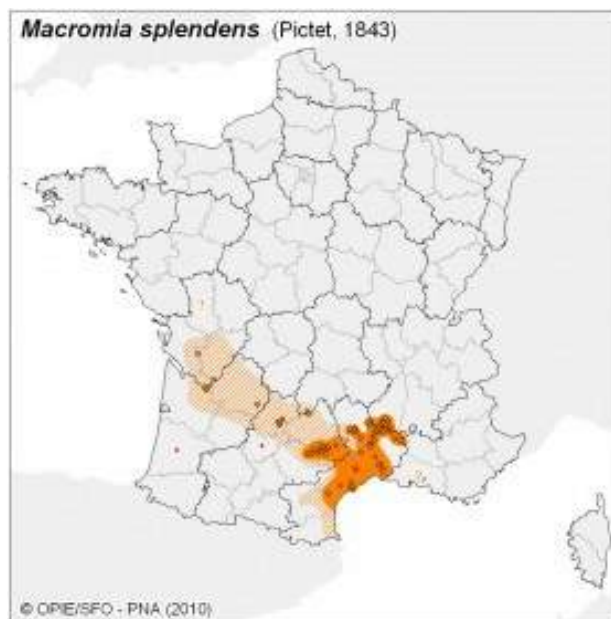 Macromia splendens (Pictet, 1843)
© OPIE/SFO - PNA (2010)